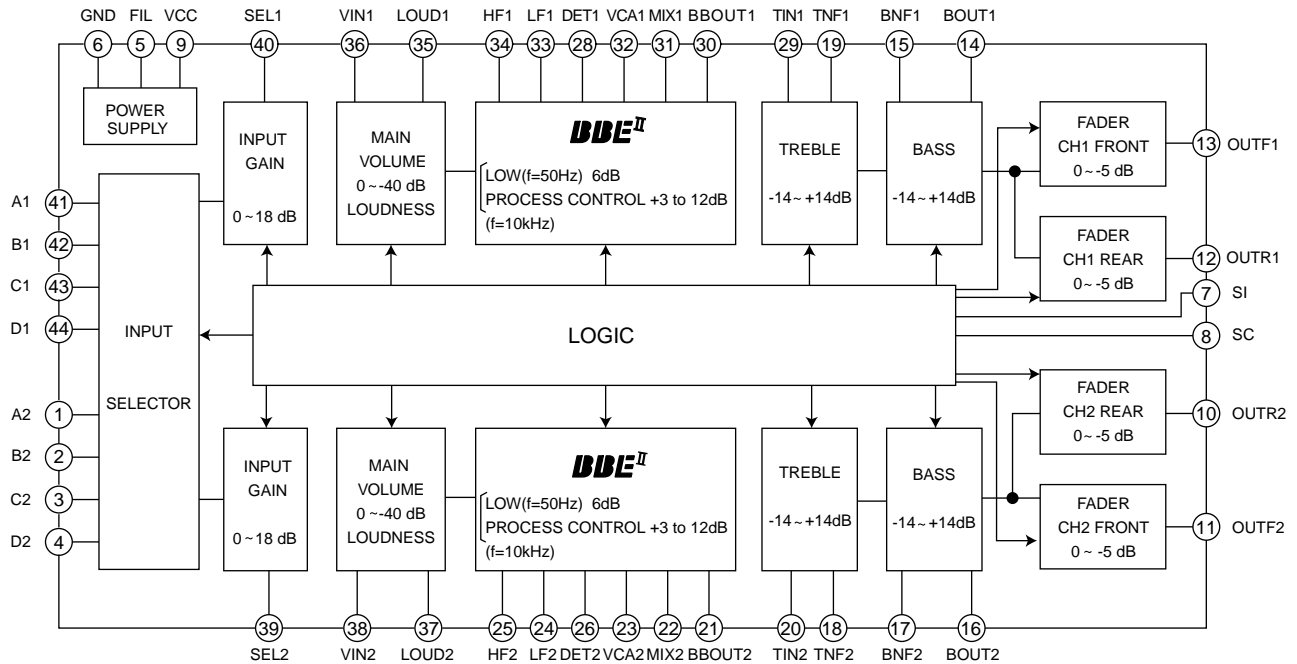 GND FIL VCC SEL1 VIN1 LOUD1 HF1 LF1 DET1 VCA1 MIX1 BBOUT1 TIN1 TNF1 BNF1 BOUT1
6 5 9 40 36 35 34 33 28 32 31 30 29 19 15 14
POWER
SUPPLY
INPUT
GAIN
0 ~ 18 dB
MAIN
VOLUME
0 ~ -40 dB
LOUDNESS
BBE II
LOW(f=50Hz) 6dB
PROCESS CONTROL +3 to 12dB
(f=10kHz)
TREBLE
-14 ~ +14dB
BASS
-14 ~ +14dB
FADER
CH1 FRONT
0 ~ -5 dB
13 OUTF1
FADER
CH1 REAR
0 ~ -5 dB
12 OUTR1
7 SI
8 SC
A1 41
B1 42
C1 43
D1 44
A2 1
B2 2
C2 3
D2 4
INPUT
SELECTOR
LOGIC
INPUT
GAIN
0 ~ 18 dB
MAIN
VOLUME
0 ~ -40 dB
LOUDNESS
BBE II
LOW(f=50Hz) 6dB
PROCESS CONTROL +3 to 12dB
(f=10kHz)
TREBLE
-14 ~ +14dB
BASS
-14 ~ +14dB
FADER
CH2 REAR
0 ~ -5 dB
10 OUTR2
FADER
CH2 FRONT
0 ~ -5 dB
11 OUTF2
39 38 37 25 24 26 23 22 21 20 18 17 16
SEL2 VIN2 LOUD2 HF2 LF2 DET2 VCA2 MIX2 BBOUT2 TIN2 TNF2 BNF2 BOUT2